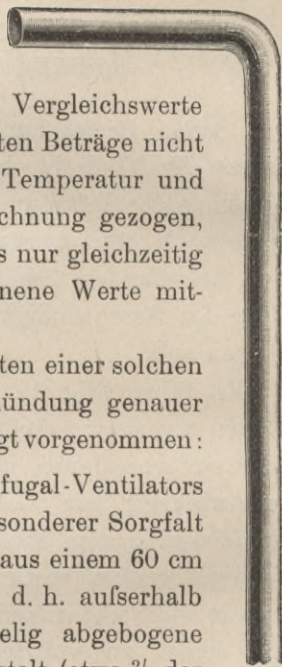 Vergleichswerte
ten Beträge nicht
Temperatur und
chnung gezogen,
s nur gleichzeitig
nene Werte mit-
ten einer solchen
ündung genauer
gt vorgenommen:
fugal-Ventilators
sonderer Sorgfalt
aus einem 60 cm
d. h. aufserhalb
elig abgebogene